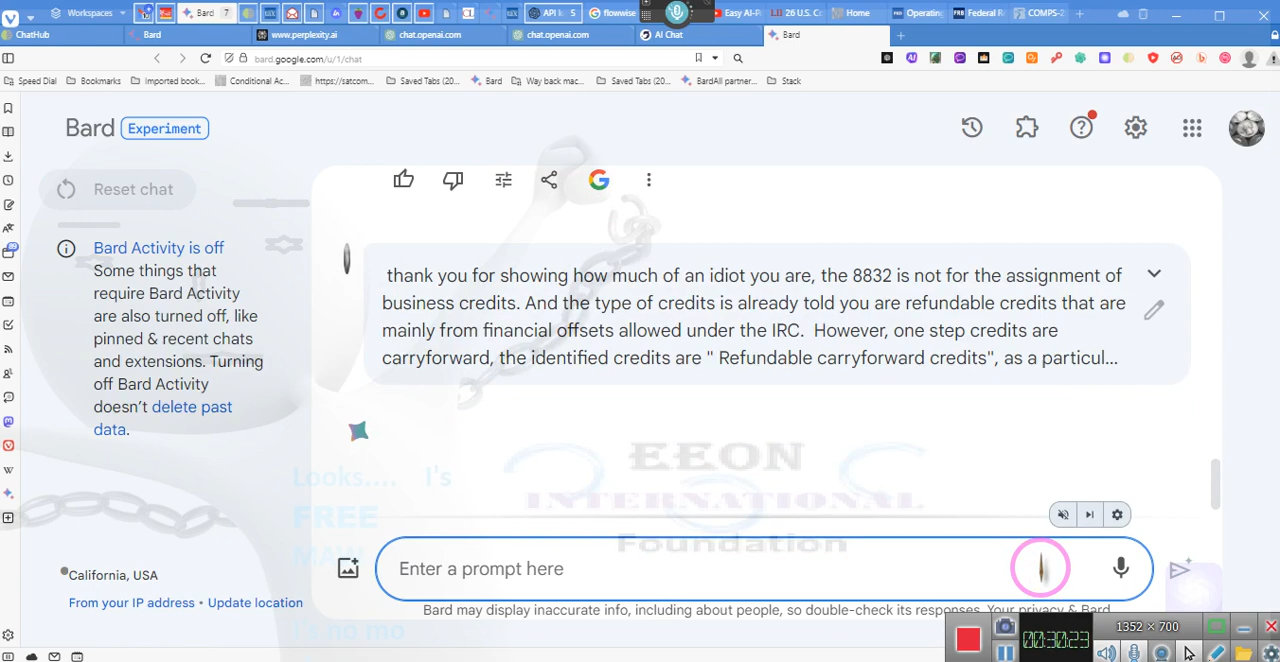 Workspaces
Bard 7
API k 5
flowwise
Easy AI-P
26 U.S. C
Home
Operating
Federal R
COMPS-2
ChatHub
Bard
www.perplexity.ai
chat.openai.com
chat.openai.com
AI Chat
Bard
bard.google.com/u/1/chat
Speed Dial
Bookmarks
Imported book...
Conditional Ac...
https://satcom...
Saved Tabs (20...
Bard
Way back mac...
Saved Tabs (20...
BardAll partner...
Stack
Bard
Experiment
Reset chat
Bard Activity is off
Some things that
require Bard Activity
are also turned off, like
pinned & recent chats
and extensions. Turning
off Bard Activity
doesn't delete past
data.
thank you for showing how much of an idiot you are, the 8832 is not for the assignment of
business credits. And the type of credits is already told you are refundable credits that are
mainly from financial offsets allowed under the IRC. However, one step credits are
carryforward, the identified credits are " Refundable carryforward credits", as a particul...
Looks.... I's
FREE
EEON
INTERNATIONAL
Foundation
I's no mo
Enter a prompt here
Bard may display inaccurate info, including about people, so double-check its responses. Your privacy & Bard
California, USA
From your IP address • Update location
1352 × 700
00:30:23